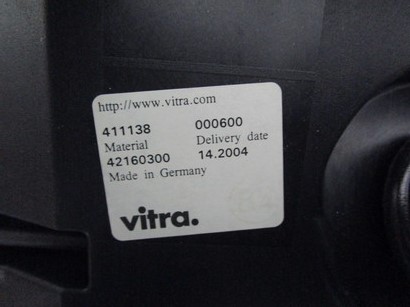 http://www.vitra.com
411138 000600
Material Delivery date
42160300 14.2004
Made in Germany
vitra.